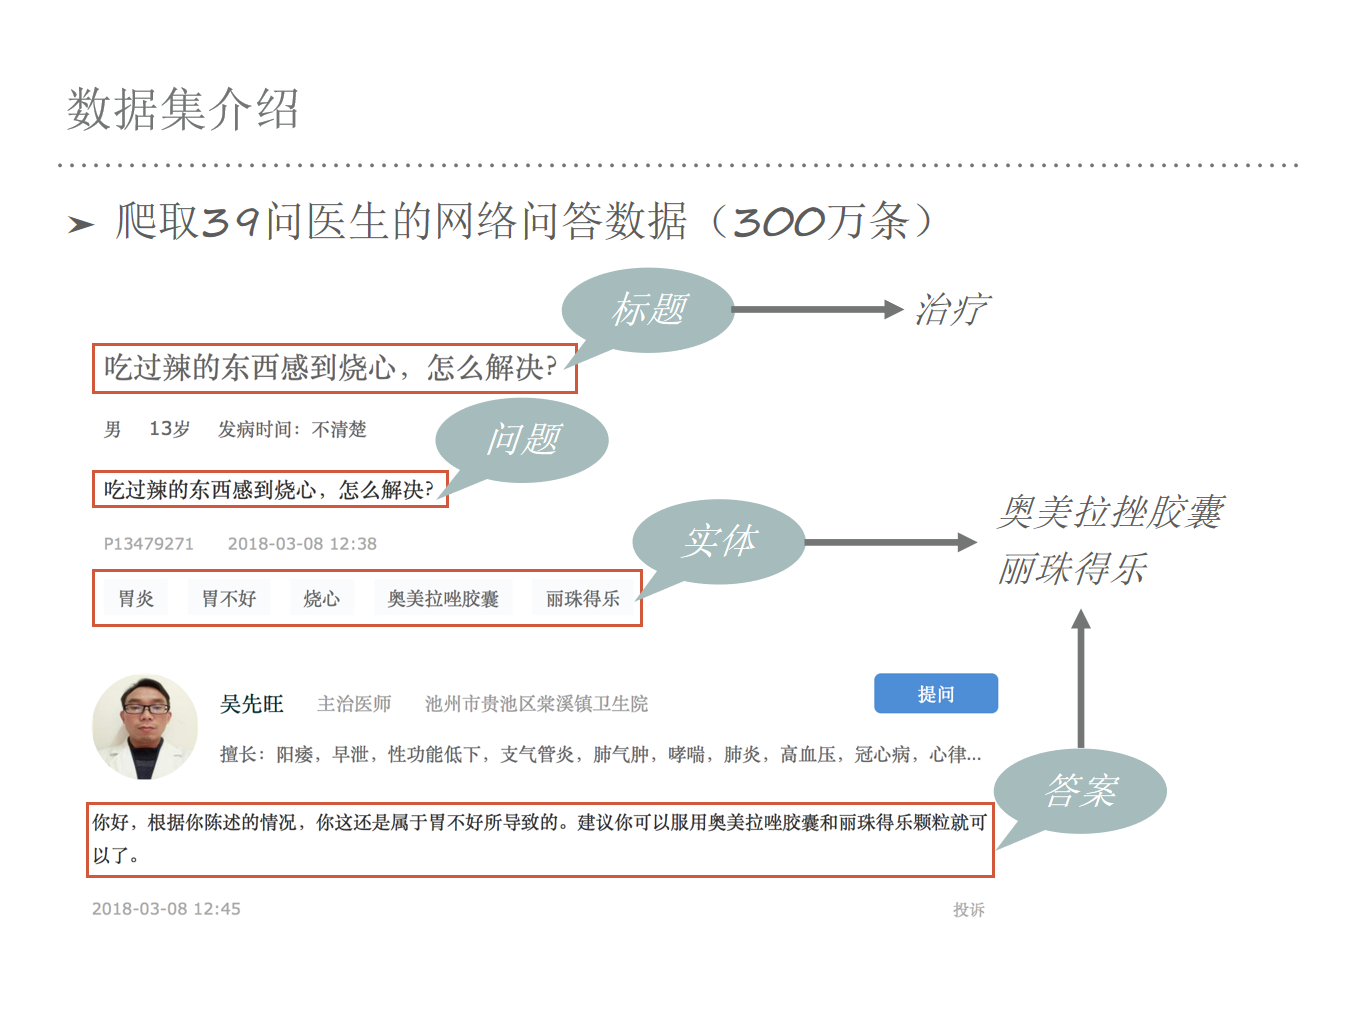 数据集介绍
➤ 爬取39问医生的网络问答数据（300万条）
标题
治疗
吃过辣的东西感到烧心，怎么解决?
男 13岁 发病时间：不清楚
问题
吃过辣的东西感到烧心，怎么解决?
P13479271 2018-03-08 12:38
实体
奥美拉挫胶囊
丽珠得乐
胃炎 胃不好 烧心 奥美拉唑胶囊 丽珠得乐
吴先旺 主治医师 池州市贵池区棠溪镇卫生院
提问
擅长：阳痿，早泄，性功能低下，支气管炎，肺气肿，哮喘，肺炎，高血压，冠心病，心律...
答案
你好，根据你陈述的情况，你这还是属于胃不好所导致的。建议你可以服用奥美拉唑胶囊和丽珠得乐颗粒就可
以了。
2018-03-08 12:45 投诉